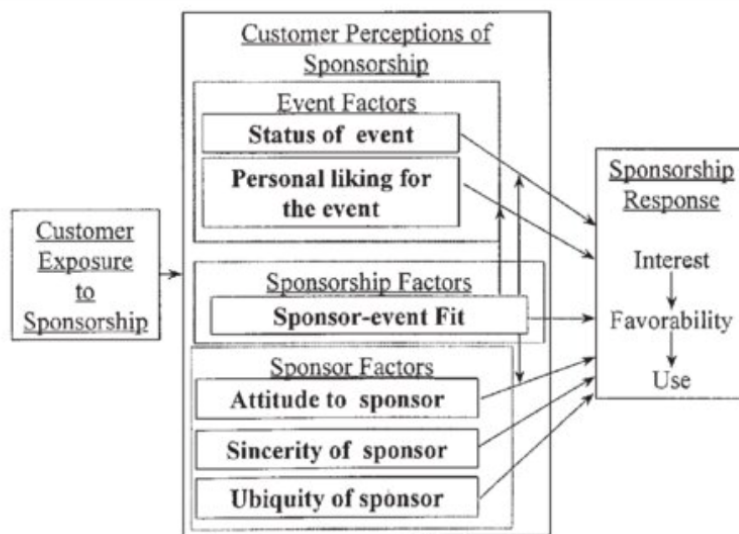 Customer Perceptions of
Sponsorship
Event Factors
Status of event
Personal liking for
the event
Sponsorship
Response
Customer
Exposure
to
Sponsorship
Interest
Sponsorship Factors
Sponsor-event Fit
Favorability
Sponsor Factors
Use
Attitude to sponsor
Sincerity of sponsor
Ubiquity of sponsor